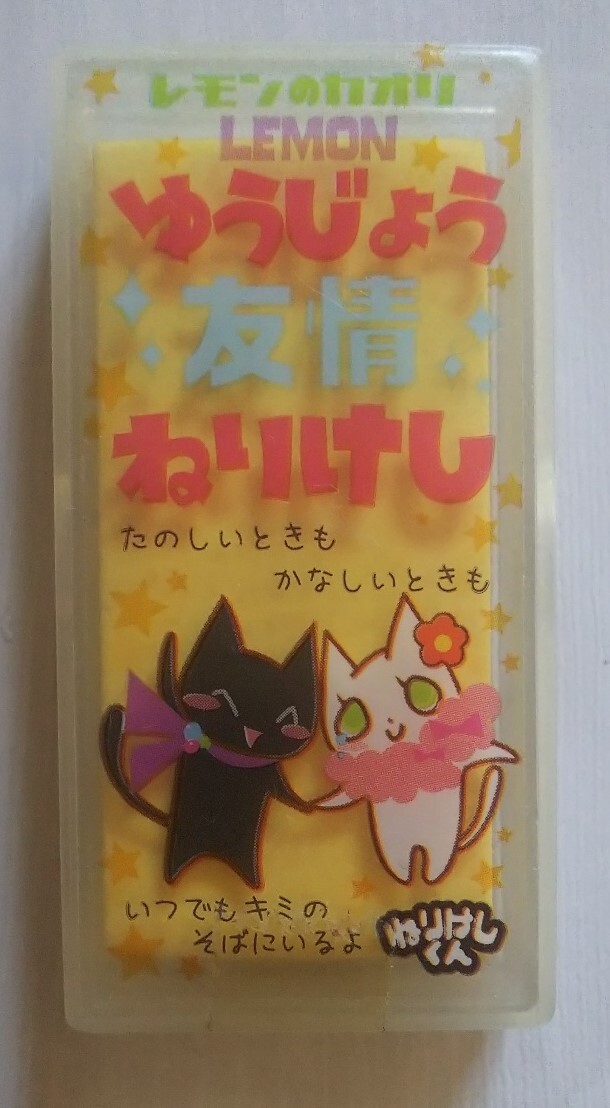 レモンのカオリ
LEMON
ゆうじょう
友情
ねりけし
たのしいときも
かなしいときも
いつでもキミの
そばにいるよ
ねりけし
くん